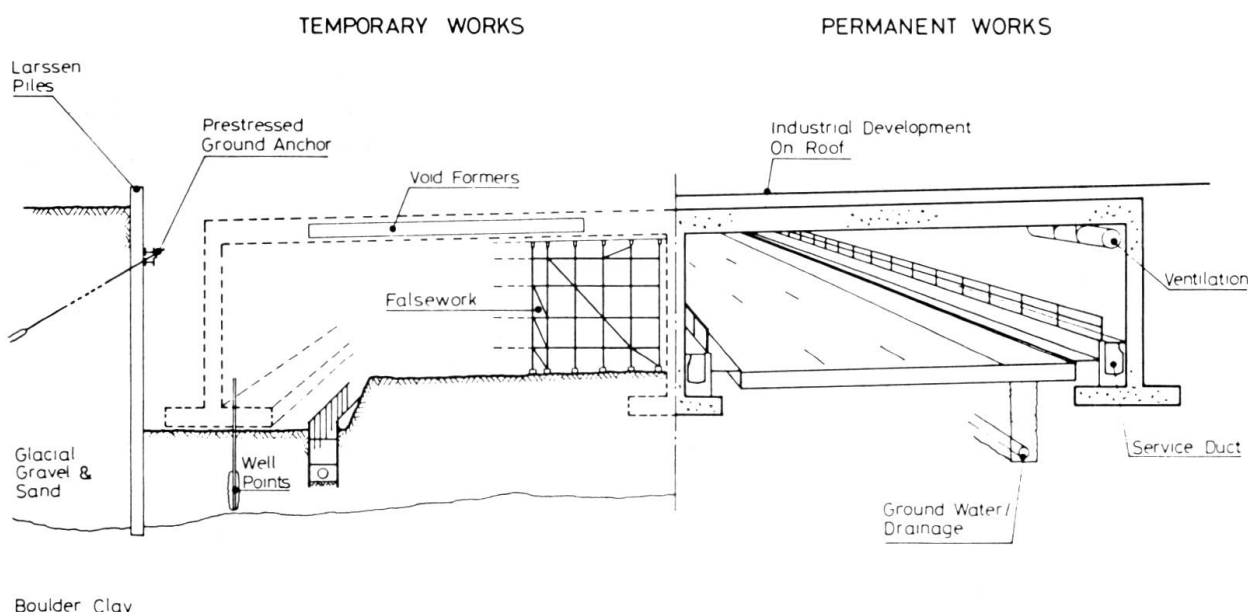 TEMPORARY WORKS
PERMANENT WORKS
Larssen
Piles
Prestressed
Ground Anchor
Void Formers
Industrial Development
On Roof
Falsework
Ventilation
Glacial
Gravel &
Sand
Well
Points
Service Duct
Ground Water/
Drainage
Boulder Clay